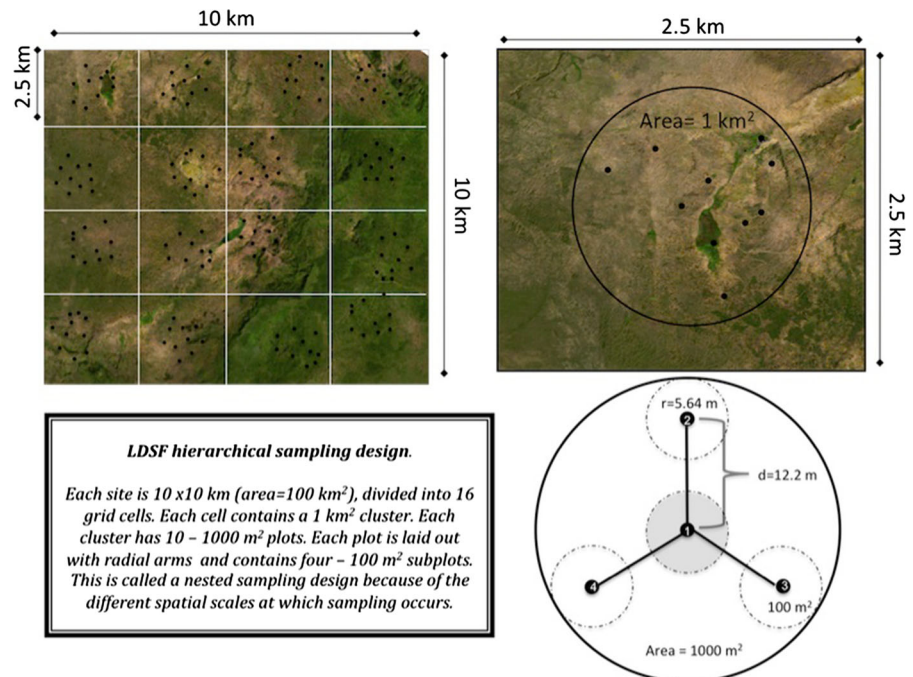 10 km
2.5 km
10 km
2.5 km
Area= 1 km²
2.5 km
LDSF hierarchical sampling design.
Each site is 10 x10 km (area=100 km²), divided into 16
grid cells. Each cell contains a 1 km² cluster. Each
cluster has 10 – 1000 m² plots. Each plot is laid out
with radial arms and contains four – 100 m² subplots.
This is called a nested sampling design because of the
different spatial scales at which sampling occurs.
r=5.64 m
2
d=12.2 m
1
4
3
100 m²
Area = 1000 m²